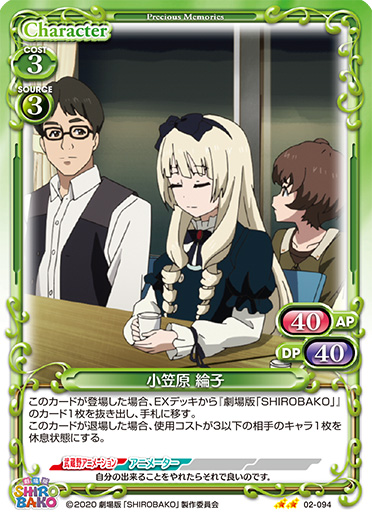 Precious Memories
Character
COST
3
SOURCE
3
40 AP
DP 40
小笠原 綸子
このカードが登場した場合、EXデッキから『劇場版「SHIROBAKO」』
のカード1枚を抜き出し、手札に移す。
このカードが退場した場合、使用コストが3以下の相手のキャラ1枚を
休息状態にする。
武蔵野アニメーション アニメーター
自分の出来ることをやれたらそれで良いのです。
劇場版
SHIRO
BAKO
©2020 劇場版「SHIROBAKO」製作委員会
02-094